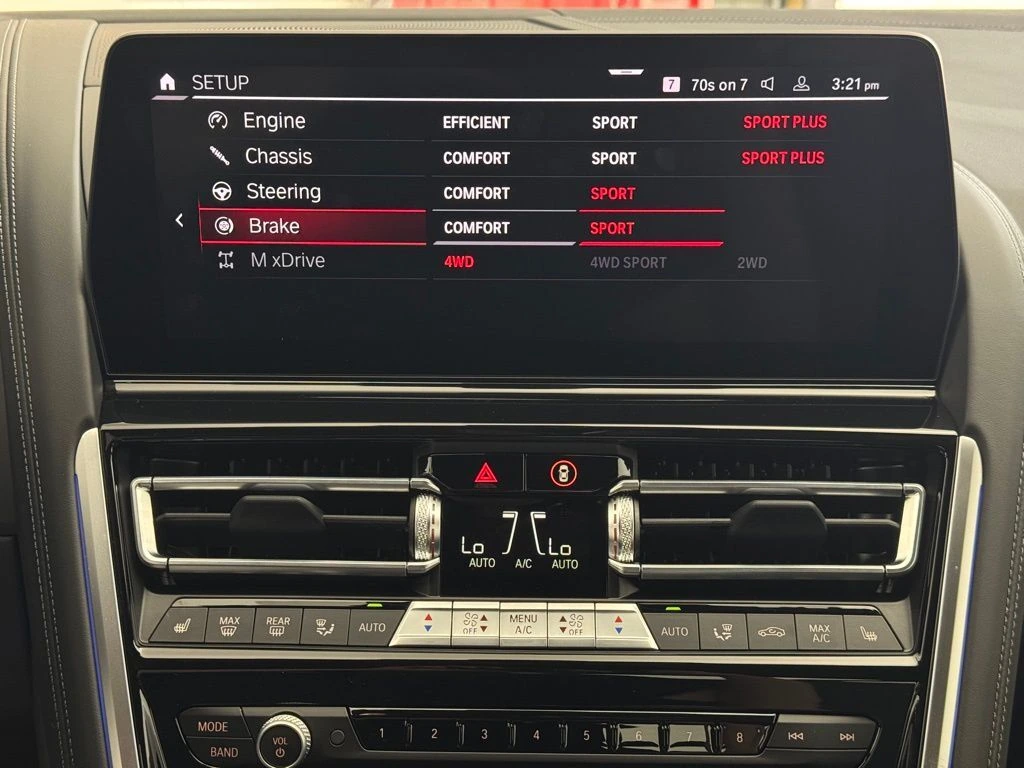 SETUP 7 70s on 7 3:21 pm
Engine EFFICIENT SPORT SPORT PLUS
Chassis COMFORT SPORT SPORT PLUS
Steering COMFORT SPORT
Brake COMFORT SPORT
M xDrive 4WD 4WD SPORT 2WD
Lo Lo
AUTO A/C AUTO
MAX REAR AUTO OFF MENU A/C OFF AUTO MAX A/C
MODE VOL 1 2 3 4 5 6 7 8
BAND